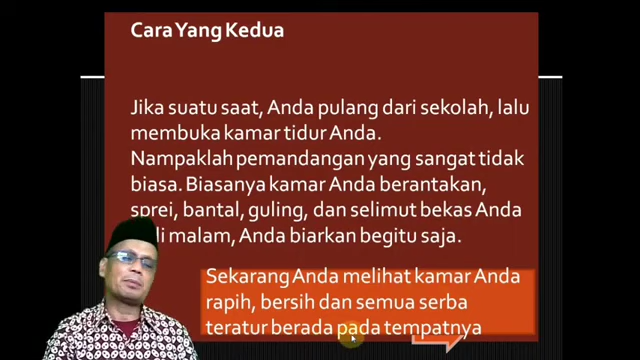 Cara Yang Kedua
Jika suatu saat, Anda pulang dari sekolah, lalu
membuka kamar tidur Anda.
Nampaklah pemandangan yang sangat tidak
biasa. Biasanya kamar Anda berantakan,
sprei, bantal, guling, dan selimut bekas Anda
malam, Anda biarkan begitu saja.
Sekarang Anda melihat kamar Anda
rapih, bersih dan semua serba
teratur berada pada tempatnya